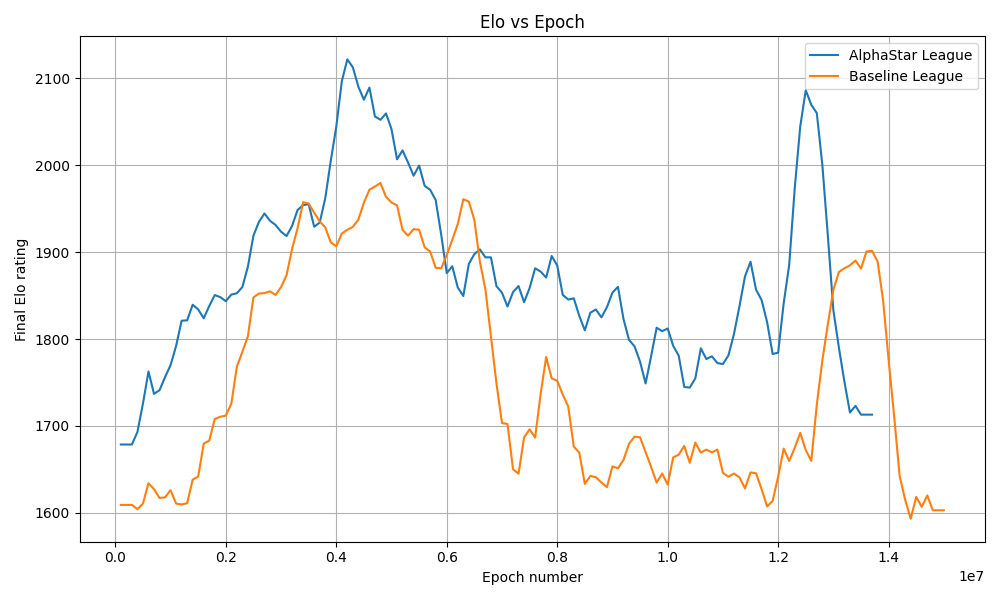 Elo vs Epoch
AlphaStar League
Baseline League
Final Elo rating
2100
2000
1900
1800
1700
1600
0.0 0.2 0.4 0.6 0.8 1.0 1.2 1.4
1e7
Epoch number